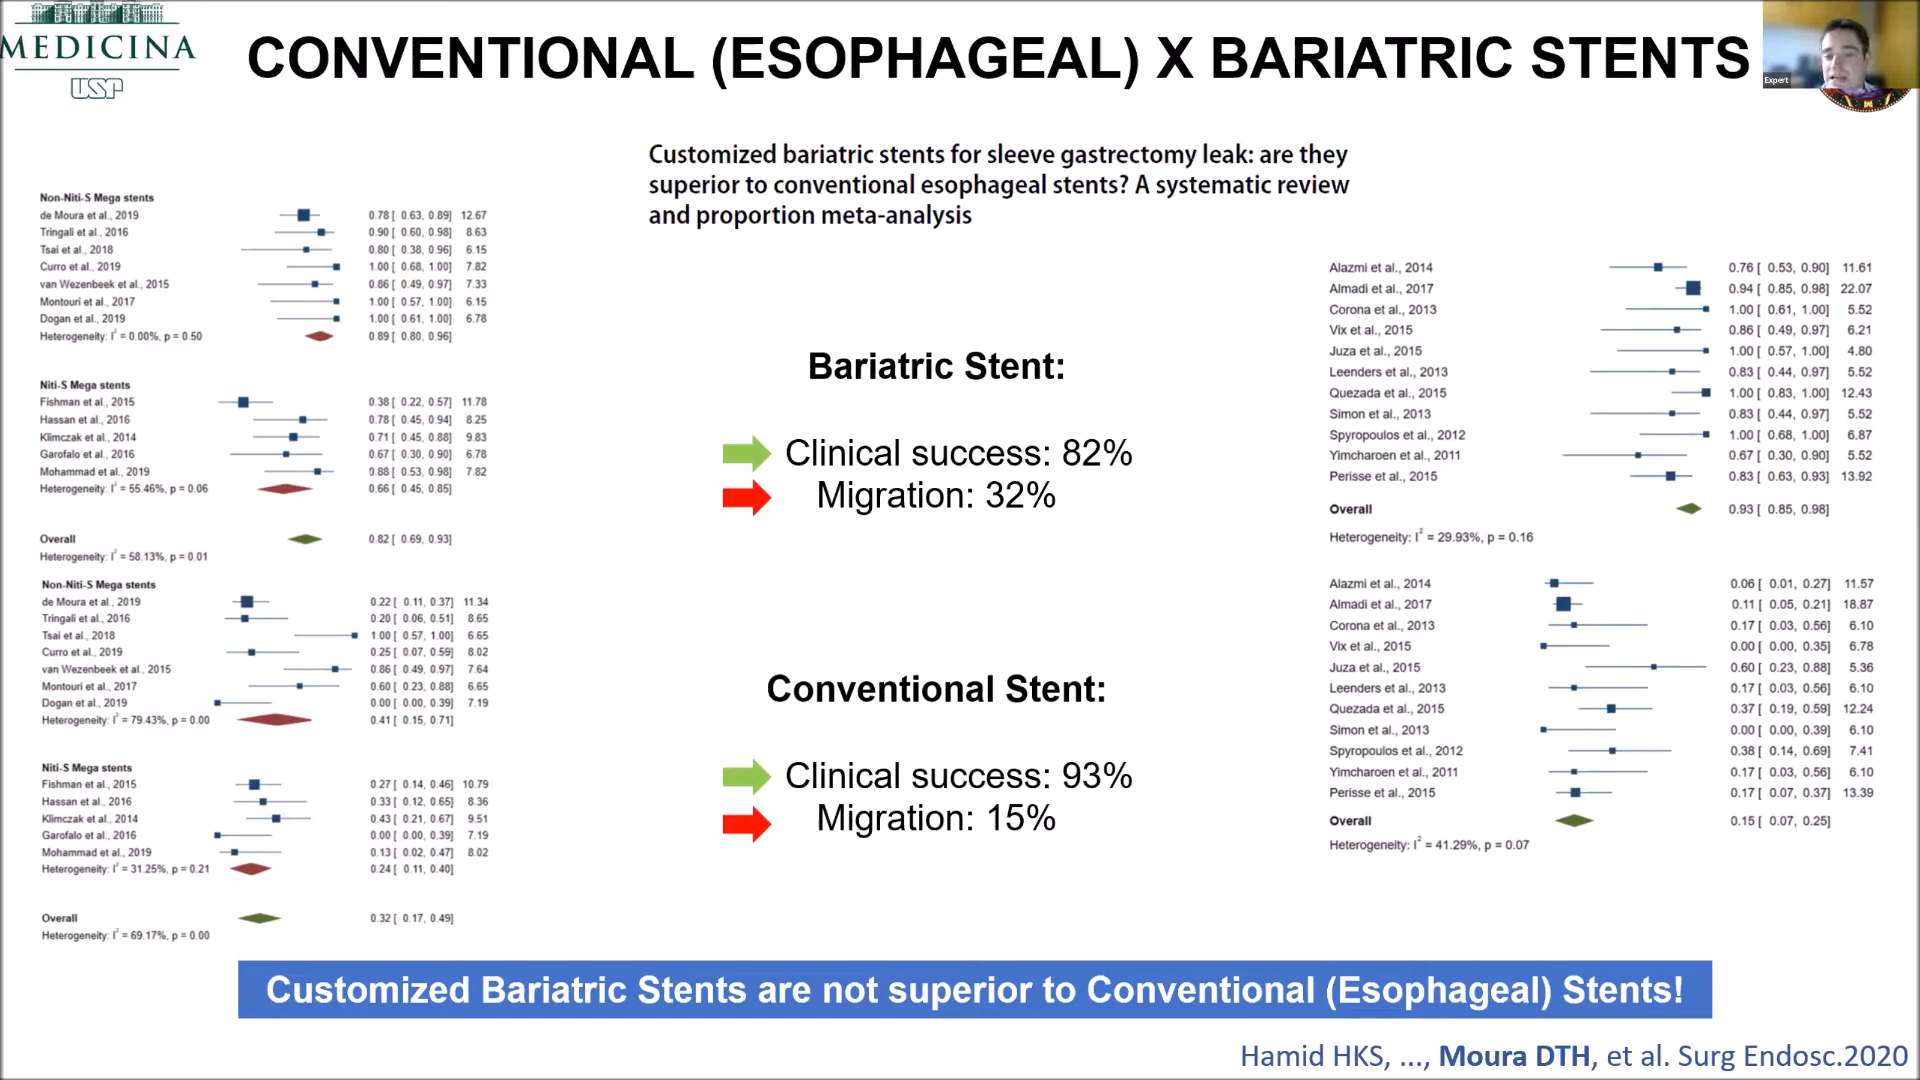 MEDICINA
USP
CONVENTIONAL (ESOPHAGEAL) X BARIATRIC STENTS
Expert
Customized bariatric stents for sleeve gastrectomy leak: are they
superior to conventional esophageal stents? A systematic review
and proportion meta-analysis
Non-Niti-S Mega stents
de Moura et al., 2019 0.78 [ 0.63, 0.89] 12.67
Tringali et al., 2016 0.90 [ 0.60, 0.98] 8.63
Tsai et al., 2018 0.80 [ 0.38, 0.96] 6.15
Curro et al., 2019 1.00 [ 0.68, 1.00] 7.82
van Wezenbeek et al., 2015 0.86 [ 0.49, 0.97] 7.33
Montouri et al., 2017 1.00 [ 0.57, 1.00] 6.15
Dogan et al., 2019 1.00 [ 0.61, 1.00] 6.78
Heterogeneity: I² = 0.00%, p = 0.50 0.89 [ 0.80, 0.96]
Niti-S Mega stents
Fishman et al., 2015 0.38 [ 0.22, 0.57] 11.78
Hassan et al., 2016 0.78 [ 0.45, 0.94] 8.25
Klimczak et al., 2014 0.71 [ 0.45, 0.88] 9.83
Garofalo et al., 2016 0.67 [ 0.30, 0.90] 6.78
Mohammad et al., 2019 0.88 [ 0.53, 0.98] 7.82
Heterogeneity: I² = 55.46%, p = 0.06 0.66 [ 0.45, 0.85]
Overall 0.82 [ 0.69, 0.93]
Heterogeneity: I² = 58.13%, p = 0.01
Non-Niti-S Mega stents
de Moura et al., 2019 0.22 [ 0.11, 0.37] 11.34
Tringali et al., 2016 0.20 [ 0.06, 0.51] 8.65
Tsai et al., 2018 1.00 [ 0.57, 1.00] 6.65
Curro et al., 2019 0.25 [ 0.07, 0.59] 8.02
van Wezenbeek et al., 2015 0.86 [ 0.49, 0.97] 7.64
Montouri et al., 2017 0.60 [ 0.23, 0.88] 6.65
Dogan et al., 2019 0.00 [ 0.00, 0.39] 7.19
Heterogeneity: I² = 79.43%, p = 0.00 0.41 [ 0.15, 0.71]
Niti-S Mega stents
Fishman et al., 2015 0.27 [ 0.14, 0.46] 10.79
Hassan et al., 2016 0.33 [ 0.12, 0.65] 8.36
Klimczak et al., 2014 0.43 [ 0.21, 0.67] 9.51
Garofalo et al., 2016 0.00 [ 0.00, 0.39] 7.19
Mohammad et al., 2019 0.13 [ 0.02, 0.47] 8.02
Heterogeneity: I² = 31.25%, p = 0.21 0.24 [ 0.11, 0.40]
Overall 0.32 [ 0.17, 0.49]
Heterogeneity: I² = 69.17%, p = 0.00
Bariatric Stent:
Clinical success: 82%
Migration: 32%
Conventional Stent:
Clinical success: 93%
Migration: 15%
Alazmi et al., 2014 0.76 [ 0.53, 0.90] 11.61
Almadi et al., 2017 0.94 [ 0.85, 0.98] 22.07
Corona et al., 2013 1.00 [ 0.61, 1.00] 5.52
Vix et al., 2015 0.86 [ 0.49, 0.97] 6.21
Juza et al., 2015 1.00 [ 0.57, 1.00] 4.80
Leenders et al., 2013 0.83 [ 0.44, 0.97] 5.52
Quezada et al., 2015 1.00 [ 0.83, 1.00] 12.43
Simon et al., 2013 0.83 [ 0.44, 0.97] 5.52
Spyropoulos et al., 2012 1.00 [ 0.68, 1.00] 6.87
Yimcharoen et al., 2011 0.67 [ 0.30, 0.90] 5.52
Perisse et al., 2015 0.83 [ 0.63, 0.93] 13.92
Overall 0.93 [ 0.85, 0.98]
Heterogeneity: I² = 29.93%, p = 0.16
Alazmi et al., 2014 0.06 [ 0.01, 0.27] 11.57
Almadi et al., 2017 0.11 [ 0.05, 0.21] 18.87
Corona et al., 2013 0.17 [ 0.03, 0.56] 6.10
Vix et al., 2015 0.00 [ 0.00, 0.35] 6.78
Juza et al., 2015 0.60 [ 0.23, 0.88] 5.36
Leenders et al., 2013 0.17 [ 0.03, 0.56] 6.10
Quezada et al., 2015 0.37 [ 0.19, 0.59] 12.24
Simon et al., 2013 0.00 [ 0.00, 0.39] 6.10
Spyropoulos et al., 2012 0.38 [ 0.14, 0.69] 7.41
Yimcharoen et al., 2011 0.17 [ 0.03, 0.56] 6.10
Perisse et al., 2015 0.17 [ 0.07, 0.37] 13.39
Overall 0.15 [ 0.07, 0.25]
Heterogeneity: I² = 41.29%, p = 0.07
Customized Bariatric Stents are not superior to Conventional (Esophageal) Stents!
Hamid HKS, ..., Moura DTH, et al. Surg Endosc.2020